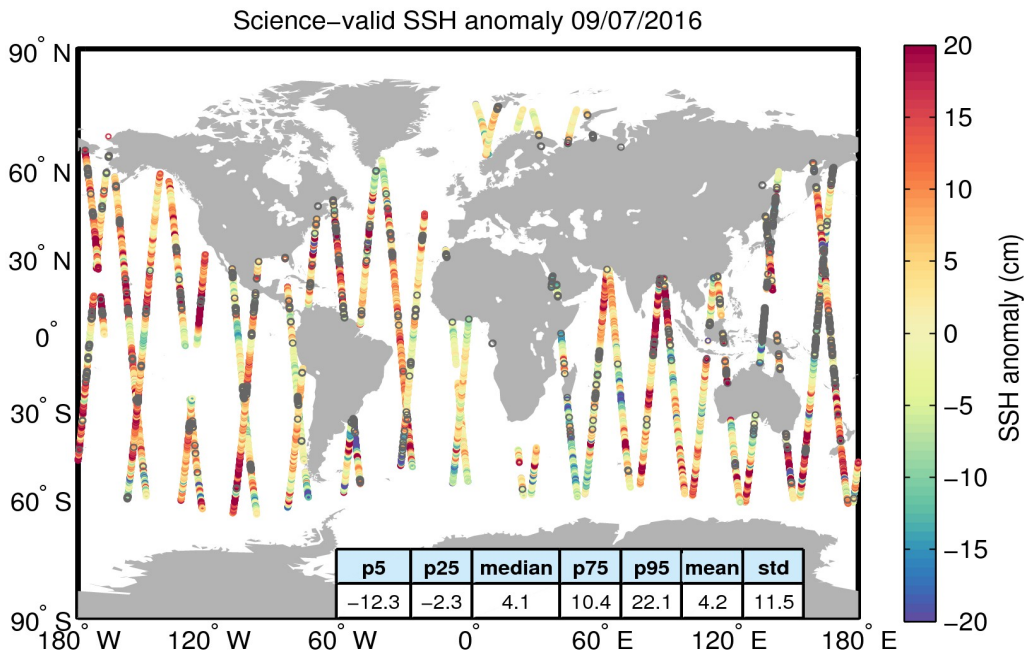 Science−valid SSH anomaly 09/07/2016
90° N
60° N
30° N
0°
30° S
60° S
90° S
180° W
120° W
60° W
0°
60° E
120° E
180° E
p5 p25 median p75 p95 mean std
−12.3 −2.3 4.1 10.4 22.1 4.2 11.5
20
15
10
5
0
−5
−10
−15
−20
SSH anomaly (cm)